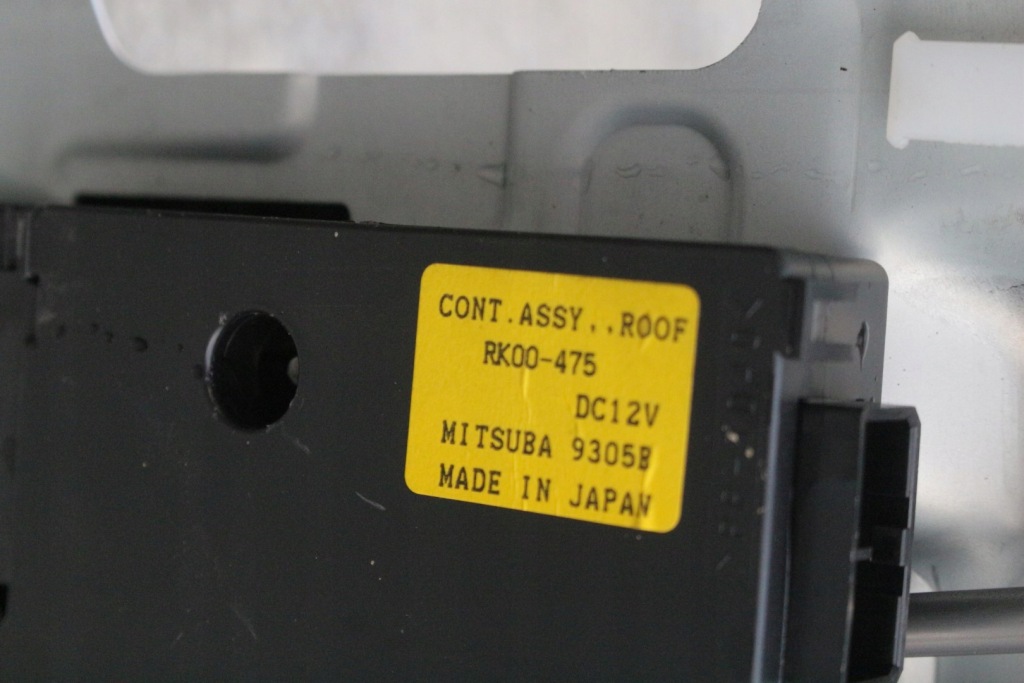 CONT.ASSY,.ROOF
RK00-475
DC12V
MITSUBA 9305B
MADE IN JAPAN